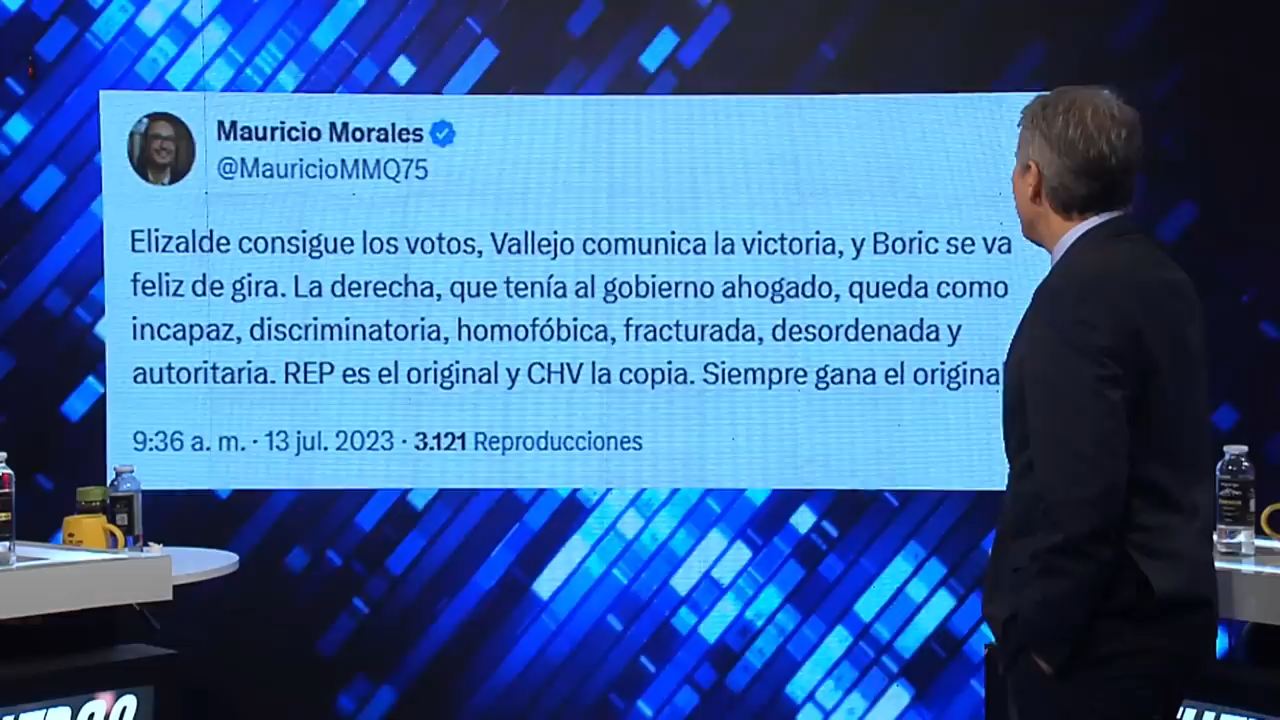 Mauricio Morales
@MauricioMMQ75
Elizalde consigue los votos, Vallejo comunica la victoria, y Boric se va
feliz de gira. La derecha, que tenía al gobierno ahogado, queda como
incapaz, discriminatoria, homofóbica, fracturada, desordenada y
autoritaria. REP es el original y CHV la copia. Siempre gana el origina
9:36 a. m. · 13 jul. 2023 · 3.121 Reproducciones